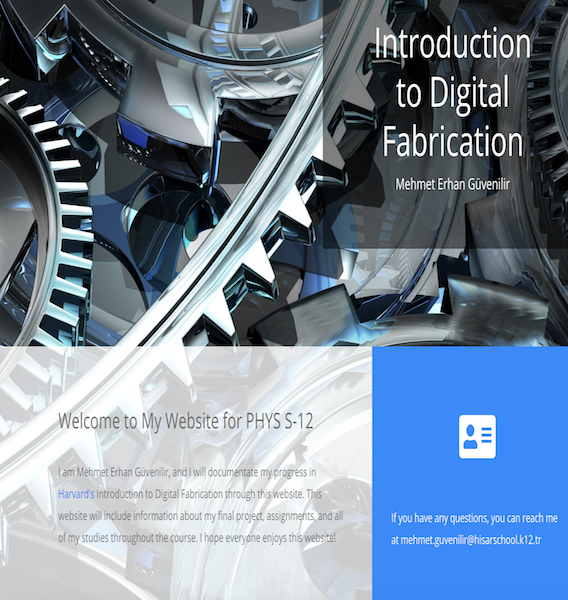 Introduction
to Digital
Fabrication
Mehmet Erhan Güvenilir
Welcome to My Website for PHYS S-12
I am Mehmet Erhan Güvenilir, and I will documentate my progress in
Harvard's Introduction to Digital Fabrication through this website. This
website will include information about my final project, assignments, and all
of my studies throughout the course. I hope everyone enjoys this website!
If you have any questions, you can reach me
at mehmet.guvenilir@hisarschool.k12.tr